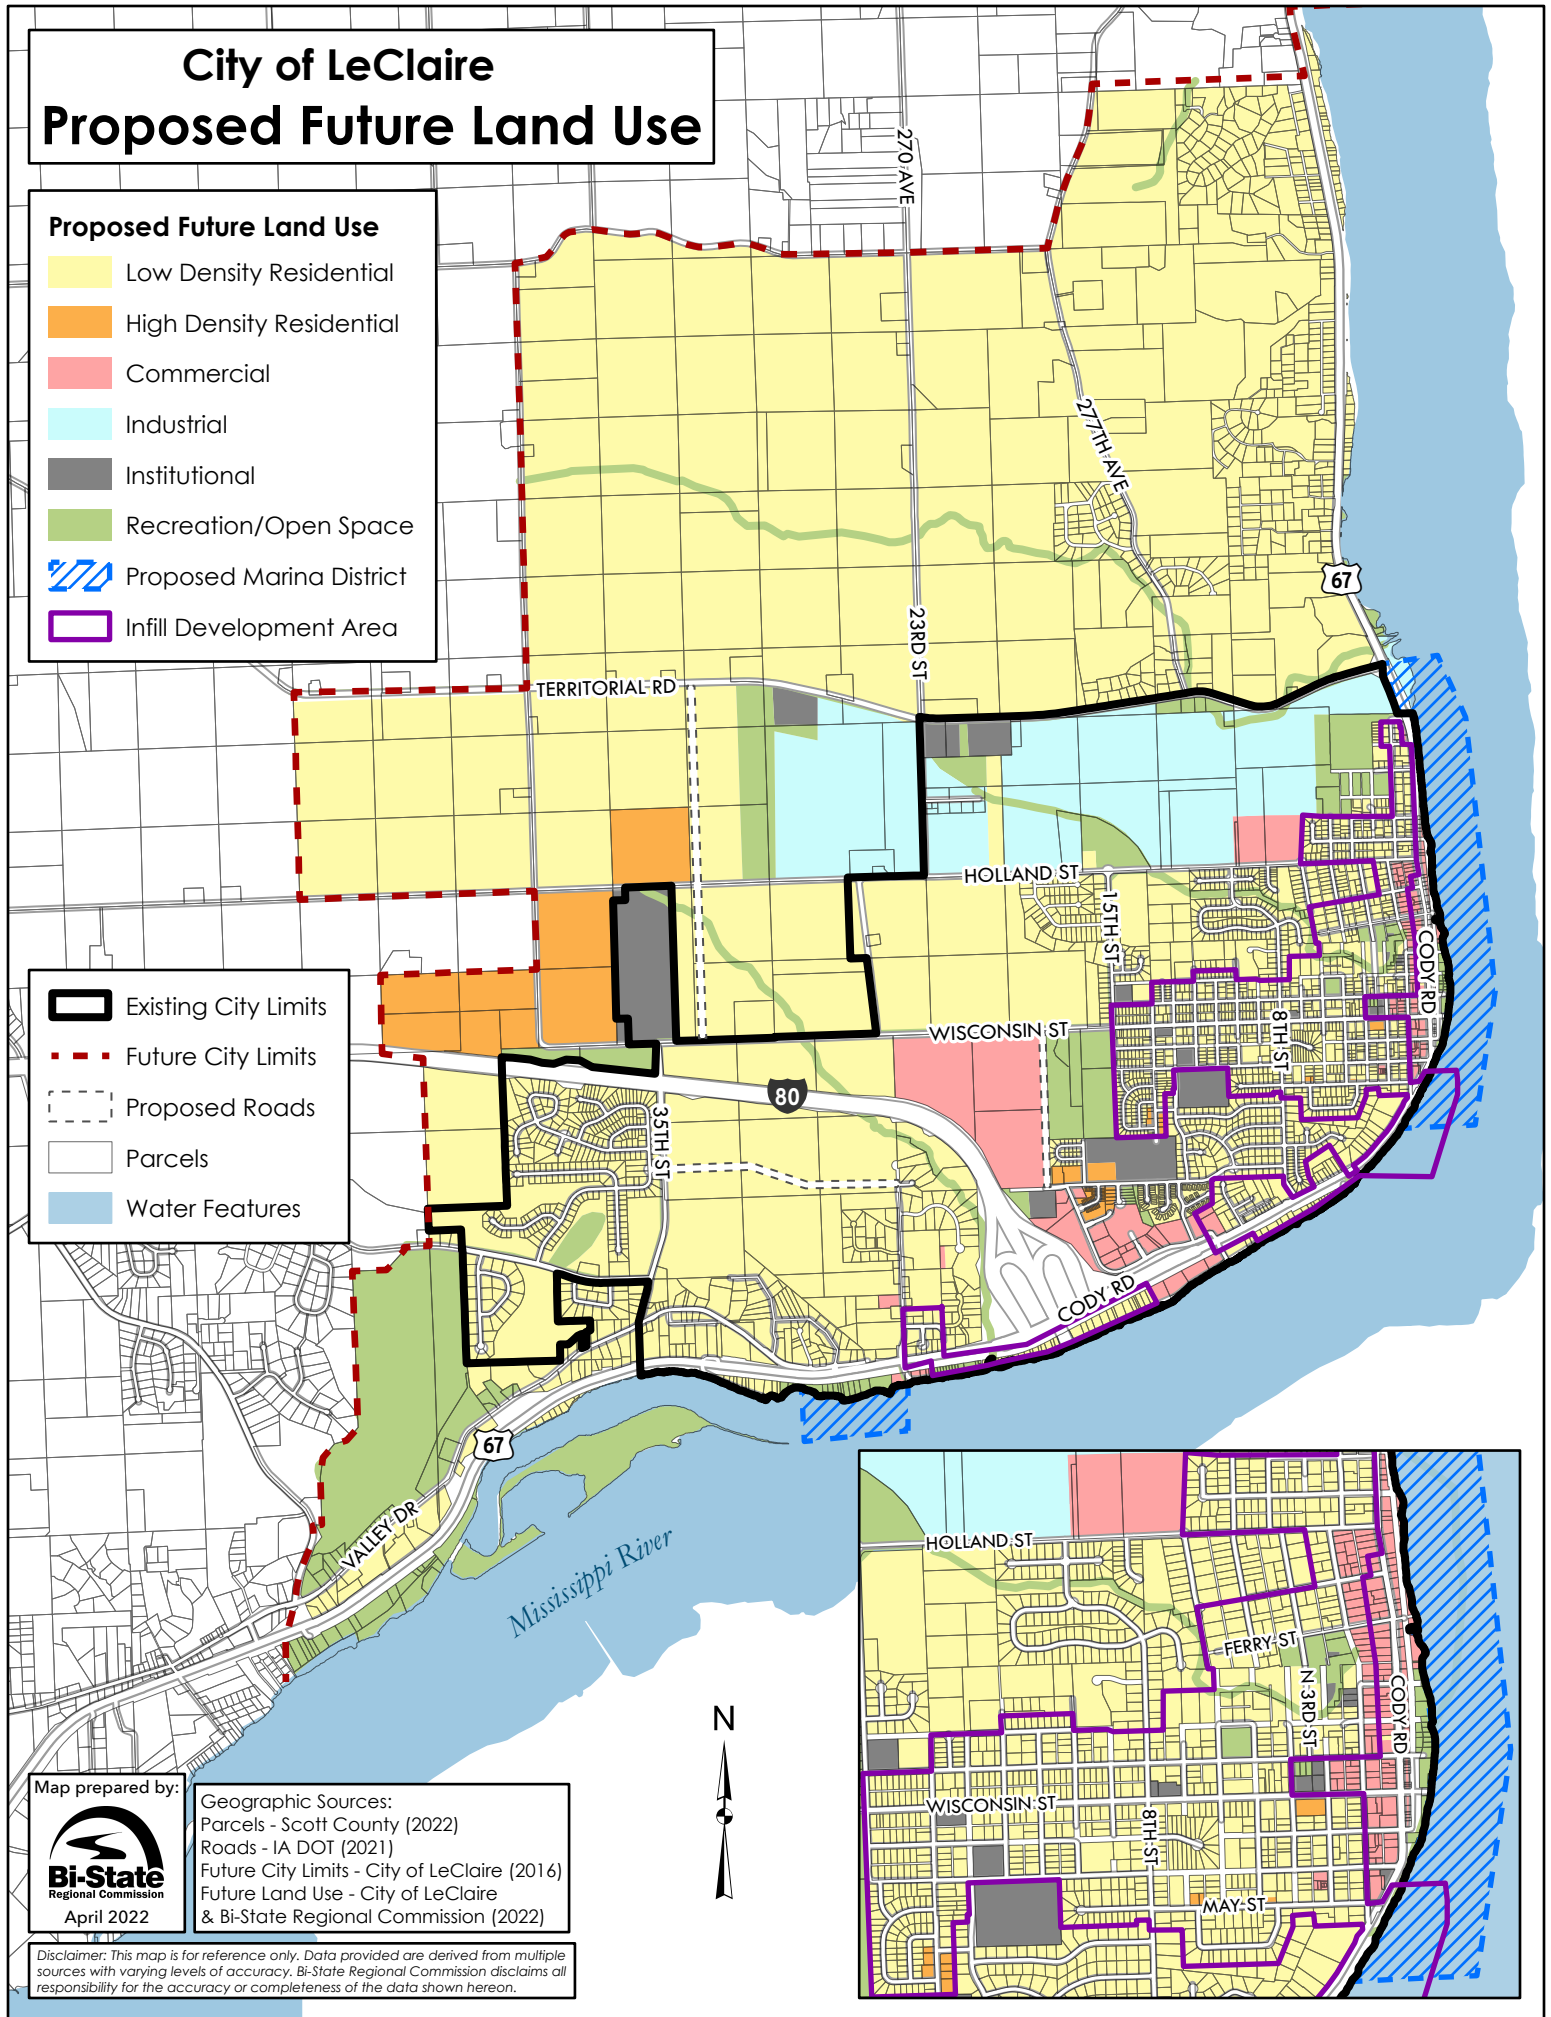 City of LeClaire
Proposed Future Land Use
Proposed Future Land Use
Low Density Residential
High Density Residential
Commercial
Industrial
Institutional
Recreation/Open Space
Proposed Marina District
Infill Development Area
Existing City Limits
Future City Limits
Proposed Roads
Parcels
Water Features
270 AVE
277TH AVE
67
23RD ST
TERRITORIAL RD
HOLLAND ST
15TH ST
CODY RD
WISCONSIN ST
8TH ST
80
35TH ST
CODY RD
67
VALLEY DR
Mississippi River
N
HOLLAND ST
FERRY ST
N 3RD ST
CODY RD
WISCONSIN ST
8TH ST
MAY ST
Map prepared by:
Bi-State
Regional Commission
April 2022
Geographic Sources:
Parcels - Scott County (2022)
Roads - IA DOT (2021)
Future City Limits - City of LeClaire (2016)
Future Land Use - City of LeClaire
& Bi-State Regional Commission (2022)
Disclaimer: This map is for reference only. Data provided are derived from multiple
sources with varying levels of accuracy. Bi-State Regional Commission disclaims all
responsibility for the accuracy or completeness of the data shown hereon.